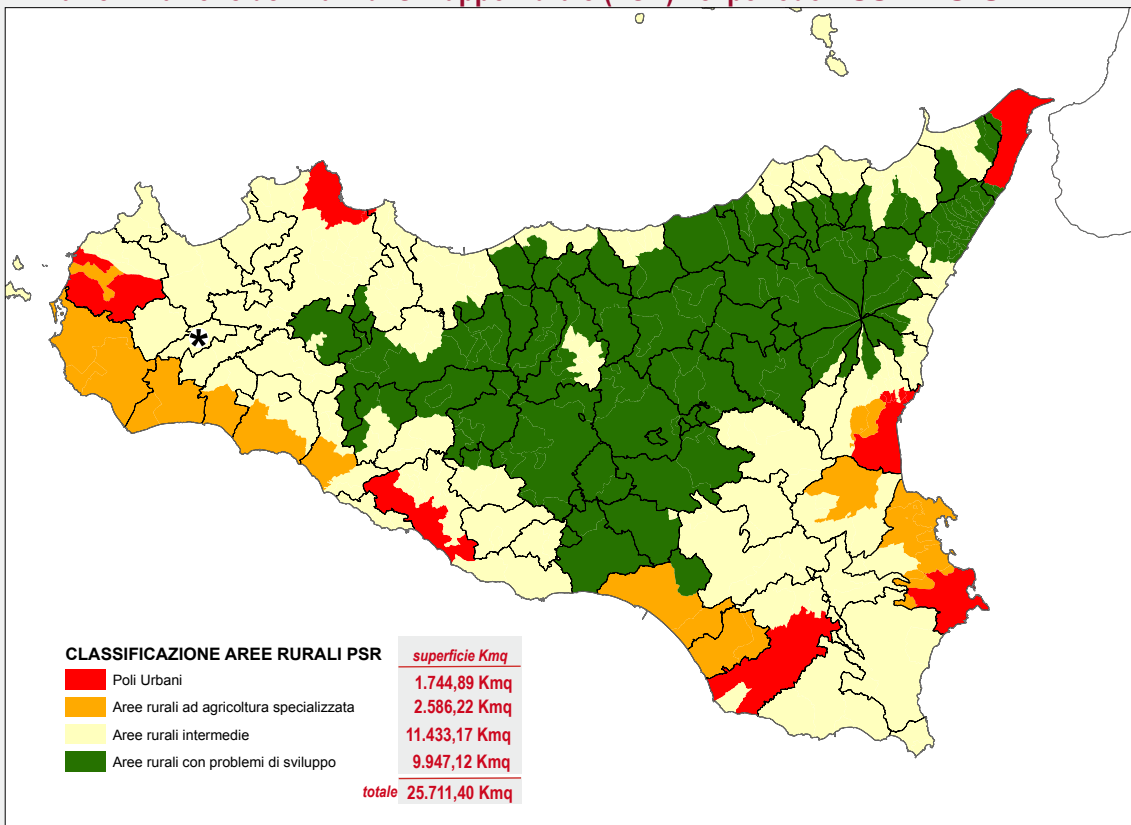 CLASSIFICAZIONE AREE RURALI PSR superficie Kmq
Poli Urbani 1.744,89 Kmq
Aree rurali ad agricoltura specializzata 2.586,22 Kmq
Aree rurali intermedie 11.433,17 Kmq
Aree rurali con problemi di sviluppo 9.947,12 Kmq
totale 25.711,40 Kmq
*